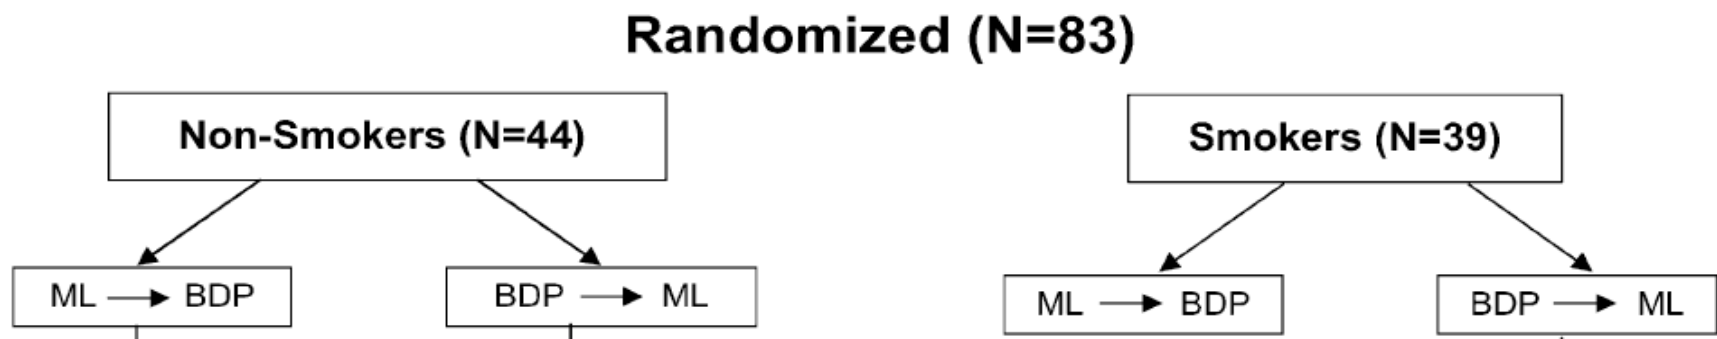 Randomized (N=83)
Non-Smokers (N=44)
Smokers (N=39)
ML BDP
BDP ML
ML BDP
BDP ML